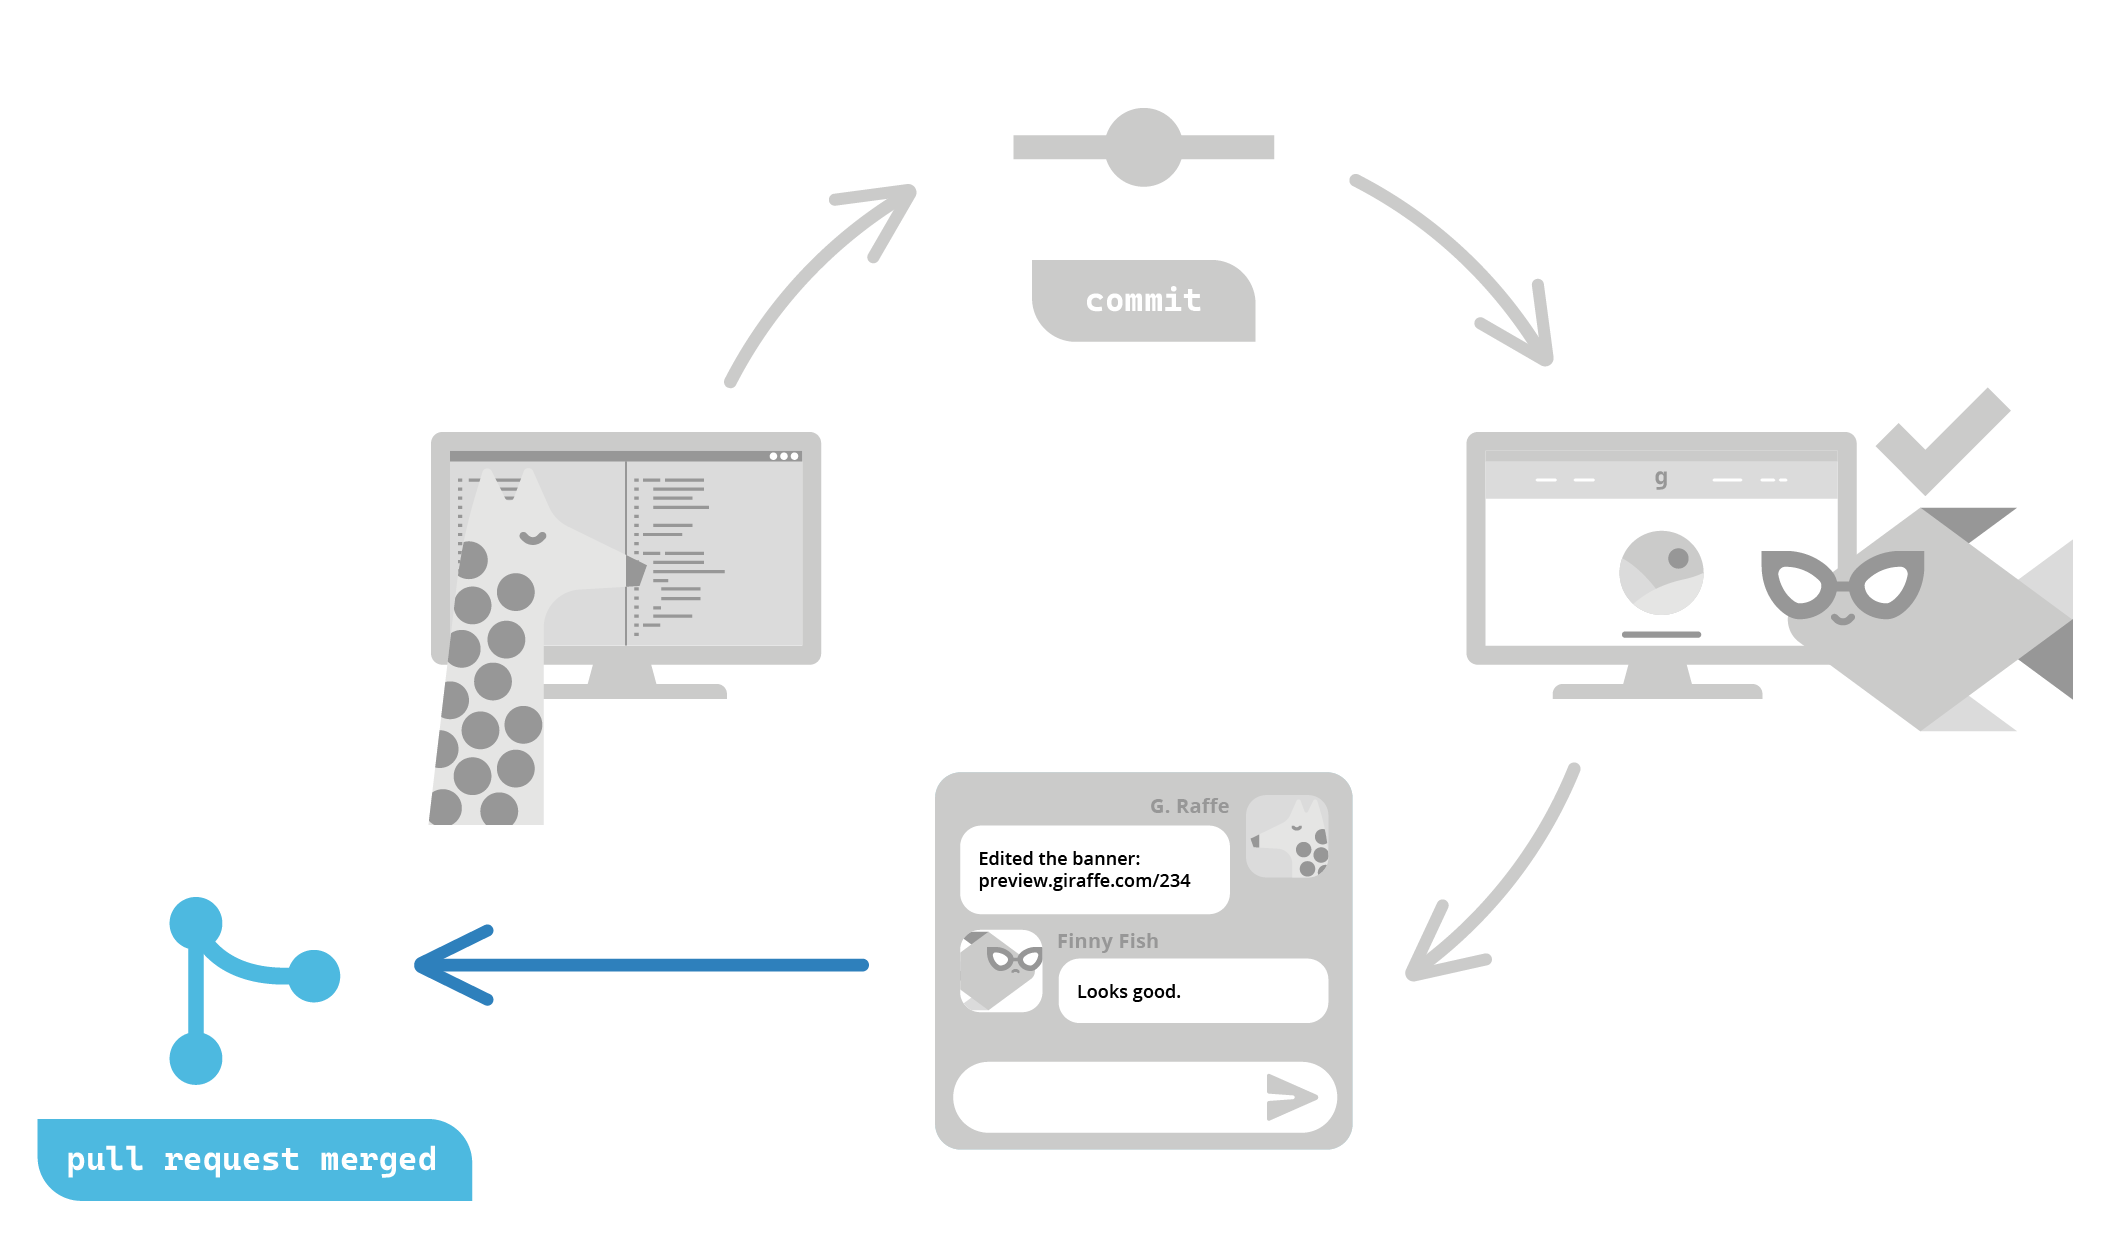 commit
g
G. Raffe
Edited the banner:
preview.giraffe.com/234
Finny Fish
Looks good.
pull request merged